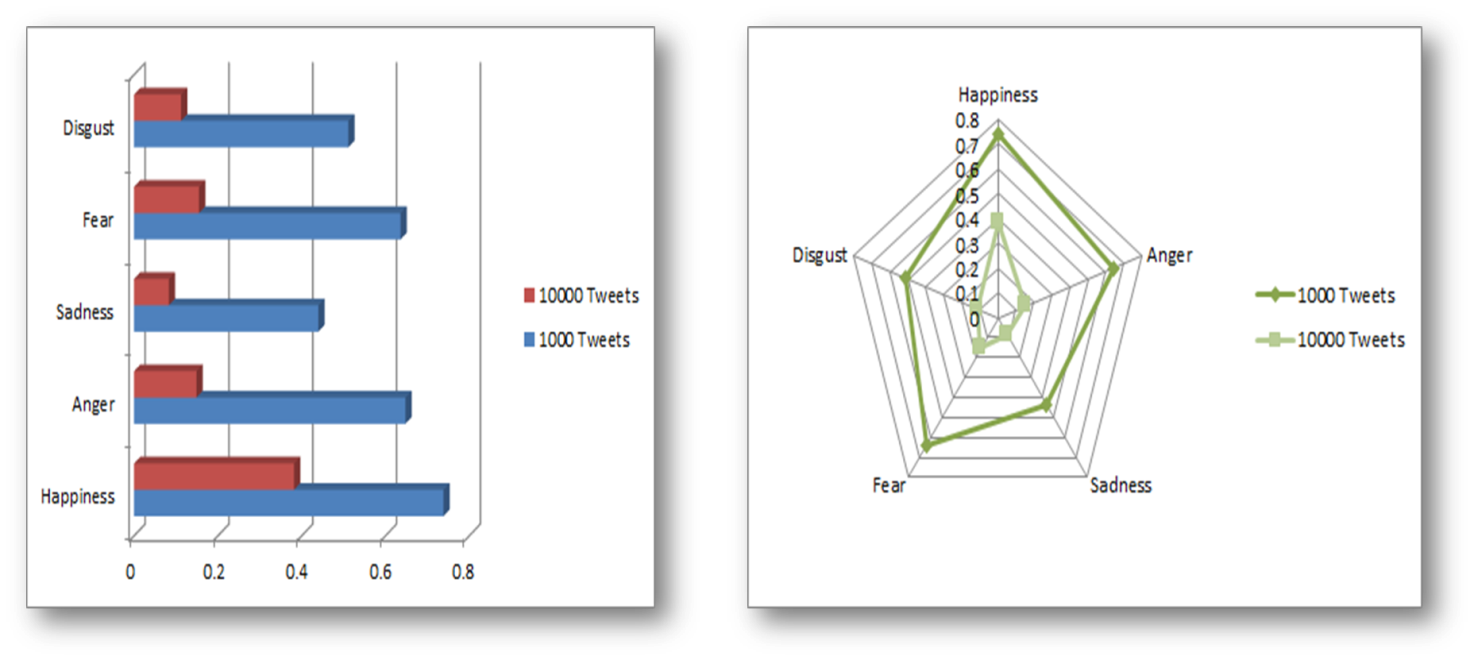 Disgust
Fear
Sadness
Anger
Happiness
0 0.2 0.4 0.6 0.8
10000 Tweets
1000 Tweets
Happiness
0.8
0.7
0.6
0.5
0.4
0.3
0.2
0.1
0
Disgust
Anger
Fear
Sadness
1000 Tweets
10000 Tweets